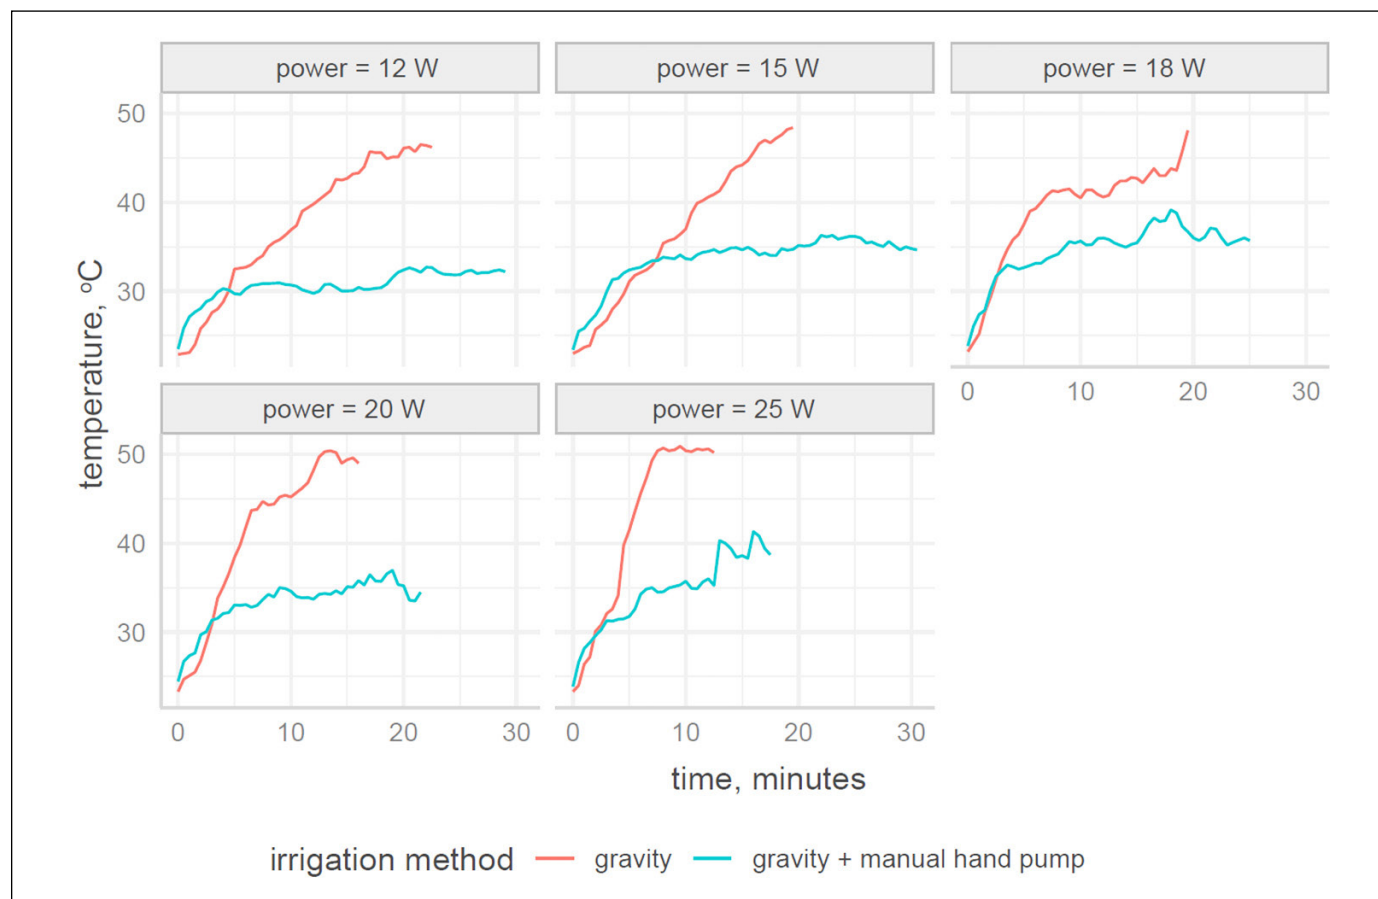 power = 12 W
power = 15 W
power = 18 W
50
40
30
0 10 20 30
temperature, ºC
power = 20 W
power = 25 W
50
40
30
0 10 20 30
0 10 20 30
time, minutes
irrigation method gravity gravity + manual hand pump